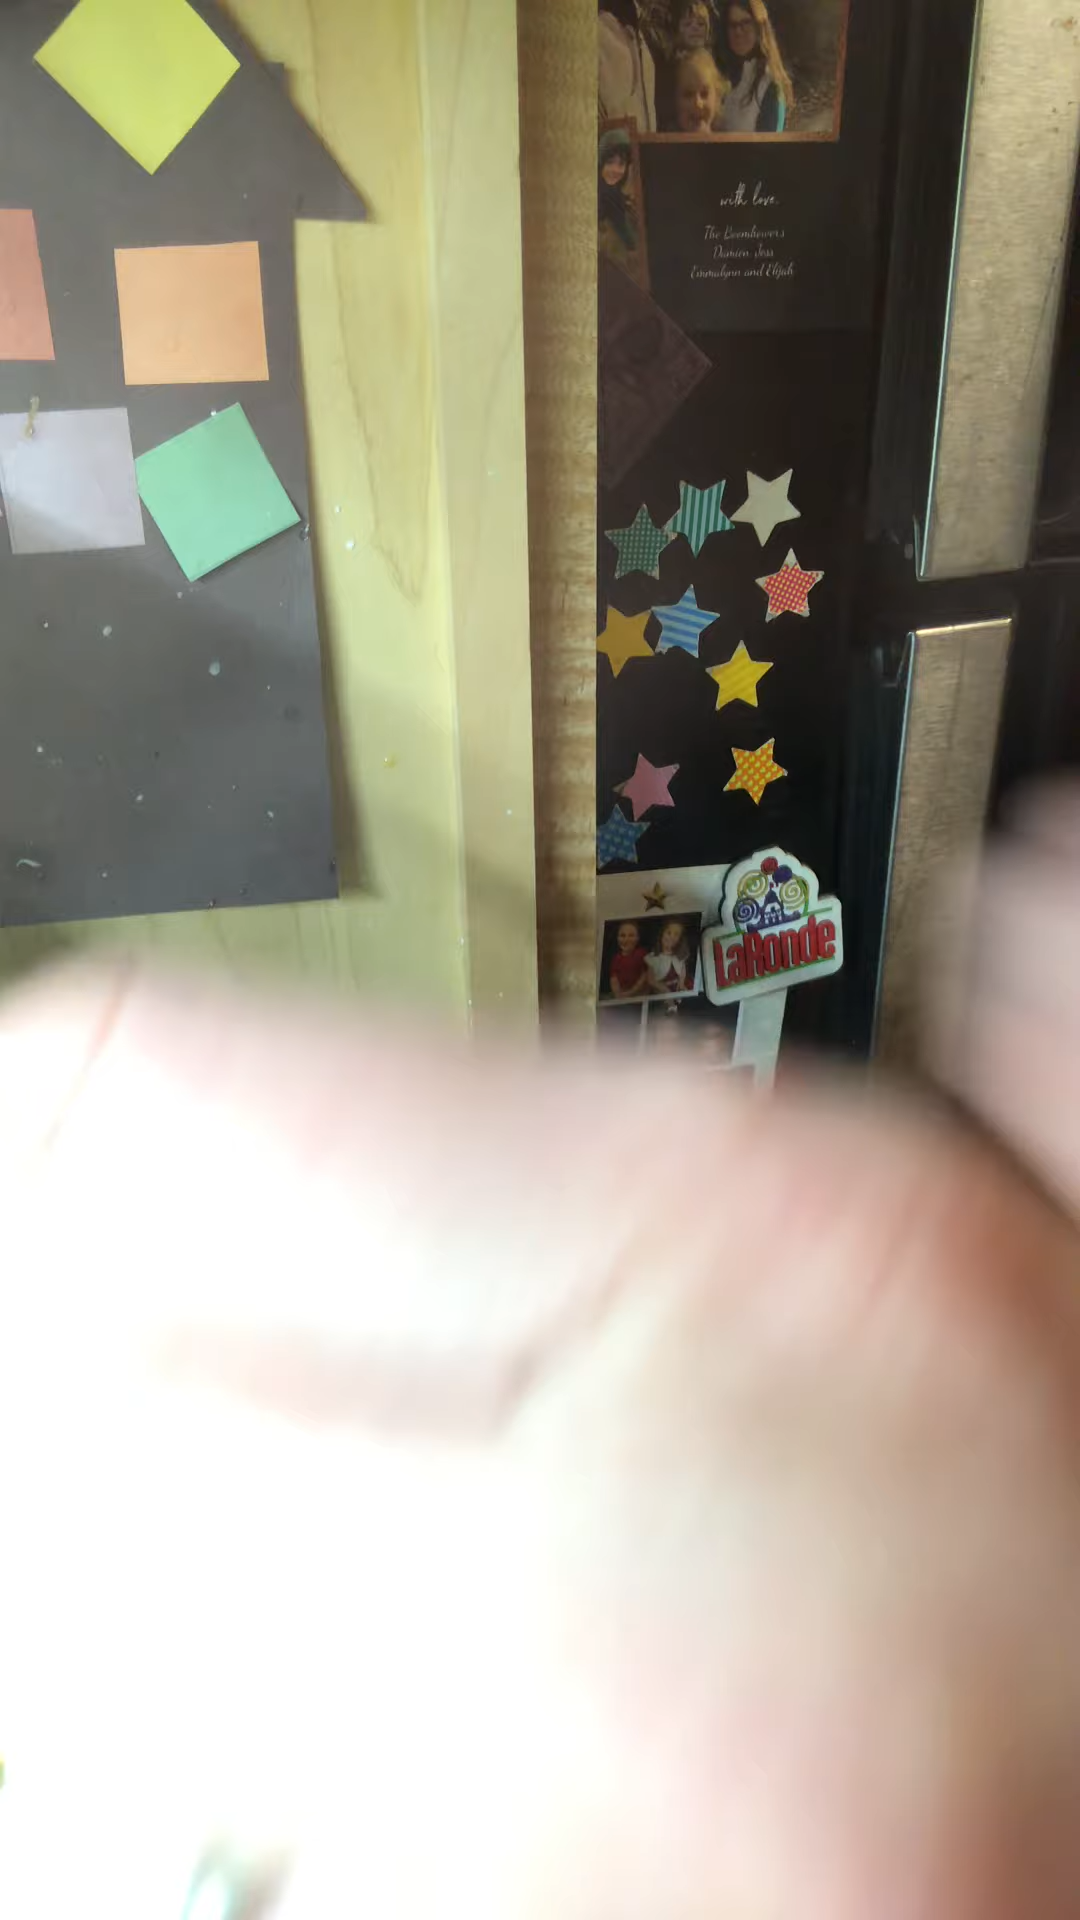 with love,
The Boomhowers
Damien Jess
Emmalynn and Elijah
LaRonde